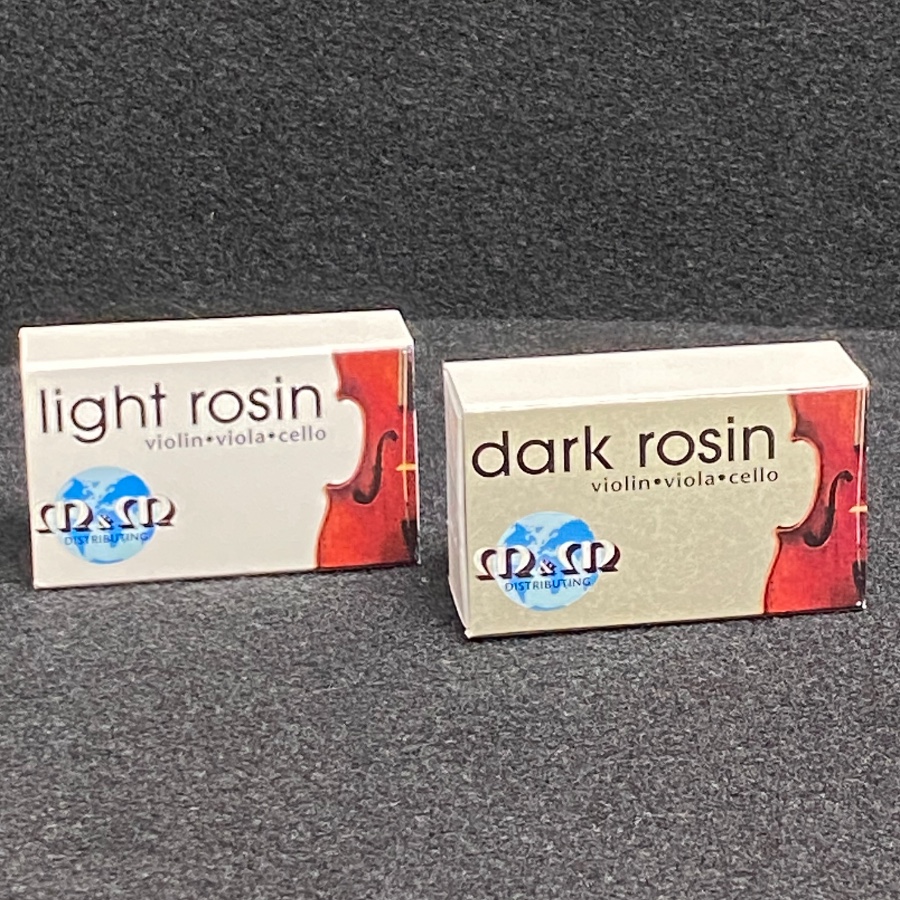 light rosin
violin•viola•cello
M & M
DISTRIBUTING
dark rosin
violin•viola•cello
M & M
DISTRIBUTING